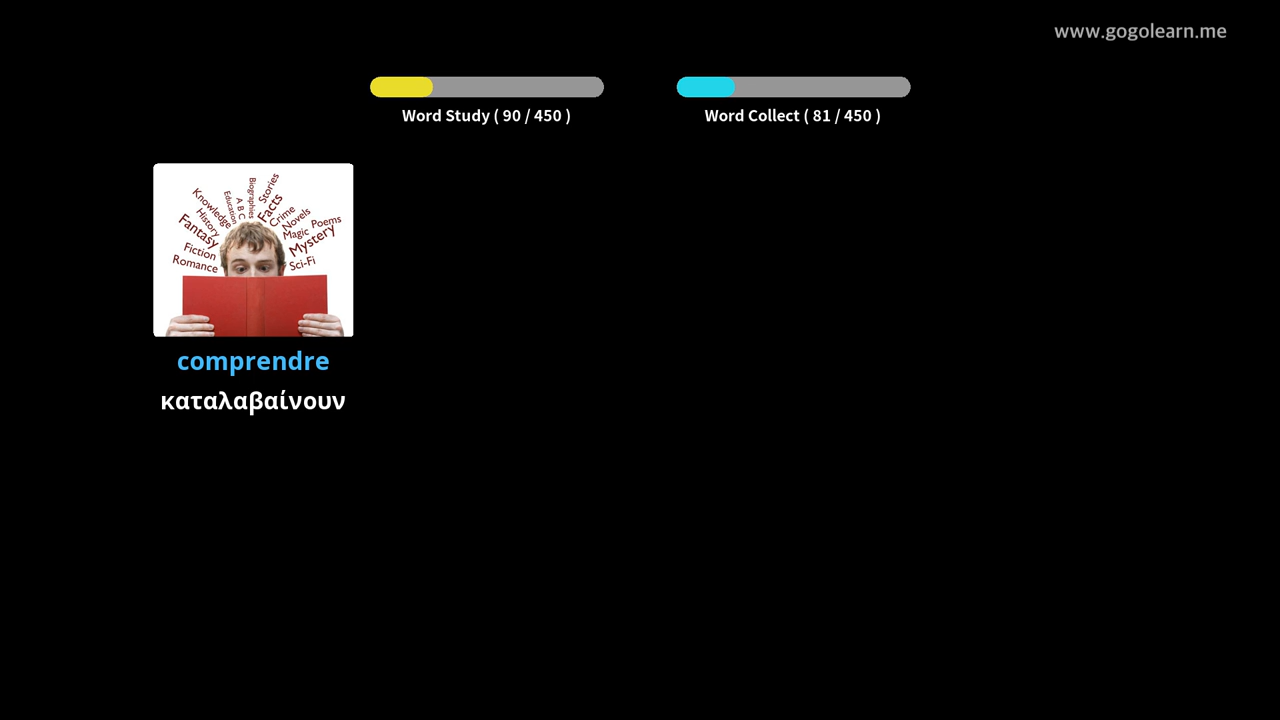 www.gogolearn.me
Word Study ( 90 / 450 )
Word Collect ( 81 / 450 )
Stories
Biographies
Facts
A B C
Education
Knowledge
Crime
History
Novels
Poems
Fantasy
Magic
Mystery
Fiction
Romance
Sci-Fi
comprendre
καταλαβαίνουν